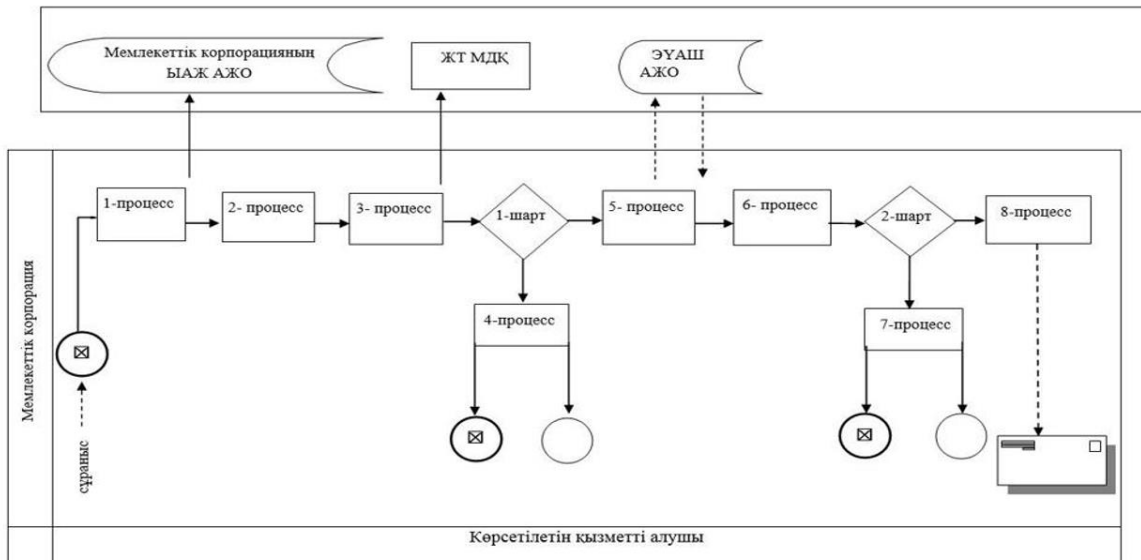 Мемлекеттік корпорацияның
ЫАЖ АЖО
ЖТ МДҚ
ЭҮАШ
АЖО
Мемлекеттік корпорация
1-процесс
2- процесс
3- процесс
1-шарт
5- процесс
6- процесс
2-шарт
8-процесс
4-процесс
7-процесс
сұраныс
Көрсетілетін қызметті алушы